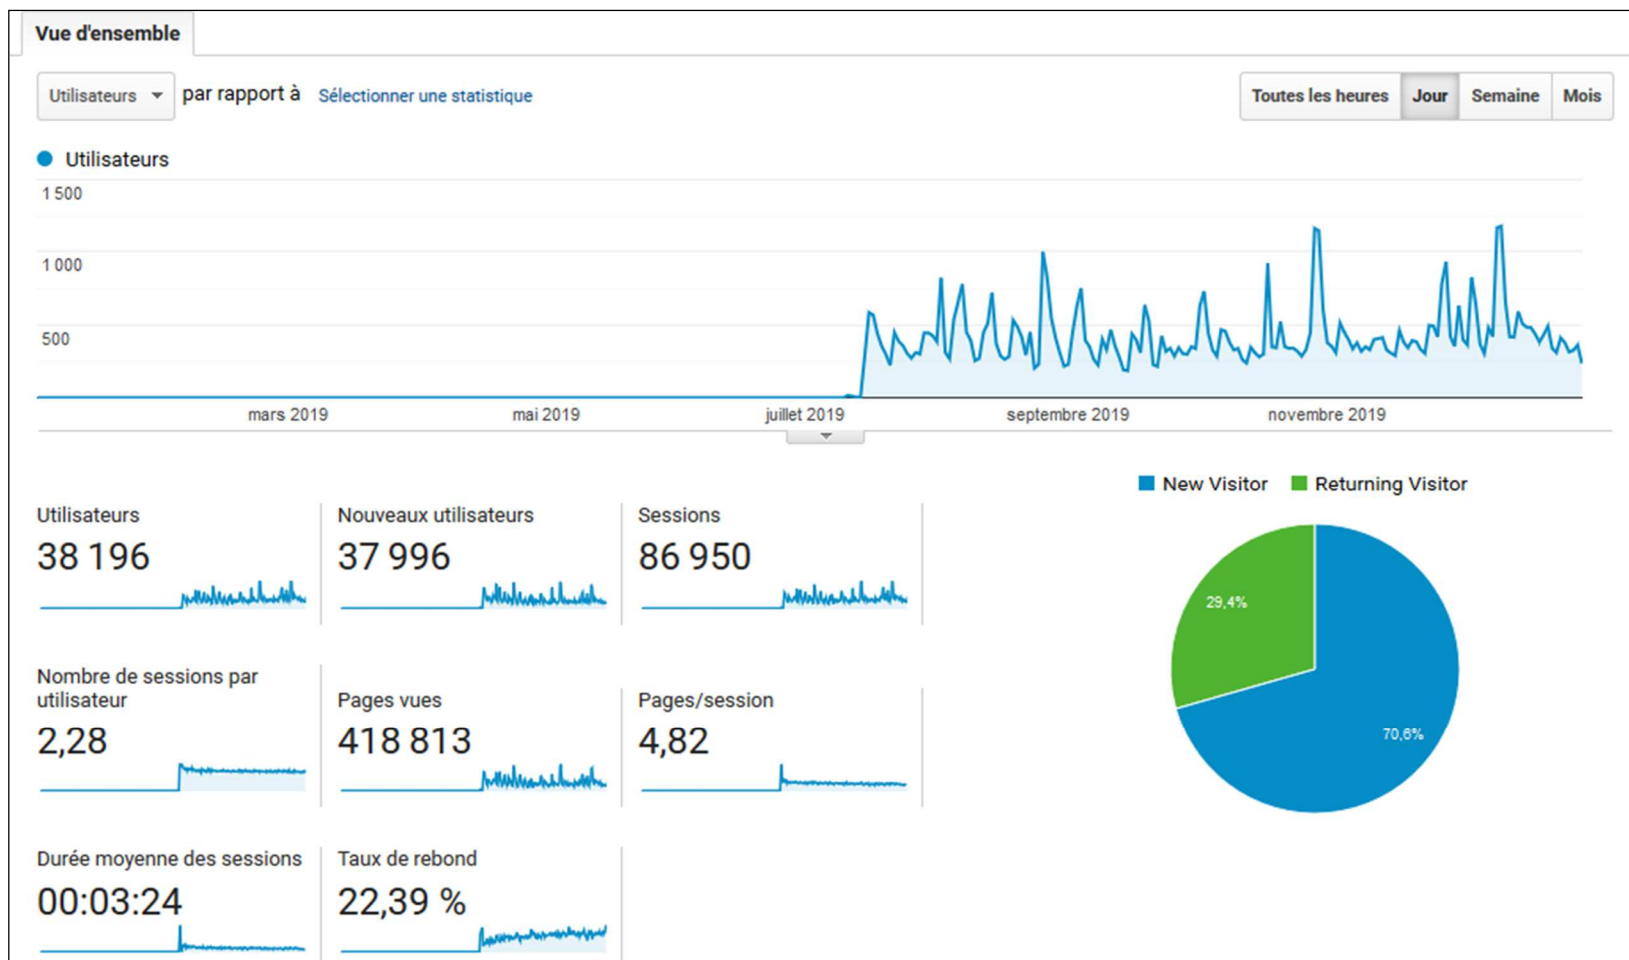 Vue d'ensemble
Utilisateurs par rapport à Sélectionner une statistique
Toutes les heures Jour Semaine Mois
Utilisateurs
1 500
1 000
500
mars 2019 mai 2019 juillet 2019 septembre 2019 novembre 2019
New Visitor Returning Visitor
Utilisateurs
38 196
Nouveaux utilisateurs
37 996
Sessions
86 950
29,4%
70,6%
Nombre de sessions par
utilisateur
2,28
Pages vues
418 813
Pages/session
4,82
Durée moyenne des sessions
00:03:24
Taux de rebond
22,39 %